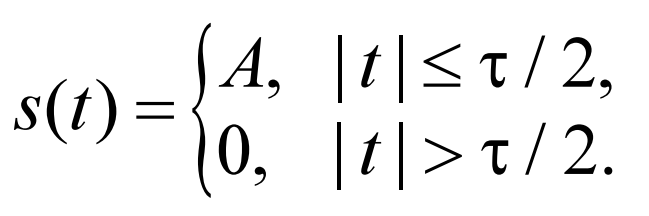 s(t) = { A, | t | ≤ τ / 2,
0, | t | > τ / 2.